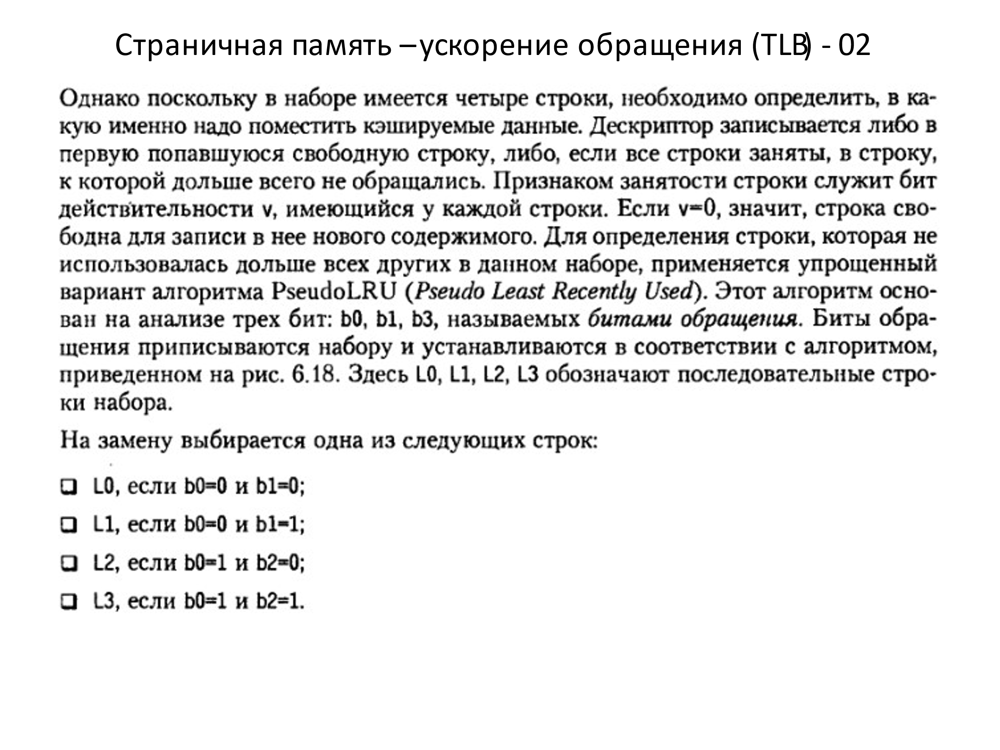 Страничная память –ускорение обращения (TLB) - 02
Однако поскольку в наборе имеется четыре строки, необходимо определить, в ка-
кую именно надо поместить кэшируемые данные. Дескриптор записывается либо в
первую попавшуюся свободную строку, либо, если все строки заняты, в строку,
к которой дольше всего не обращались. Признаком занятости строки служит бит
действительности v, имеющийся у каждой строки. Если v=0, значит, строка сво-
бодна для записи в нее нового содержимого. Для определения строки, которая не
использовалась дольше всех других в данном наборе, применяется упрощенный
вариант алгоритма PseudoLRU (Pseudo Least Recently Used). Этот алгоритм осно-
ван на анализе трех бит: b0, b1, b3, называемых битами обращения. Биты обра-
щения приписываются набору и устанавливаются в соответствии с алгоритмом,
приведенном на рис. 6.18. Здесь L0, L1, L2, L3 обозначают последовательные стро-
ки набора.
На замену выбирается одна из следующих строк:
❑ L0, если b0=0 и b1=0;
❑ L1, если b0=0 и b1=1;
❑ L2, если b0=1 и b2=0;
❑ L3, если b0=1 и b2=1.